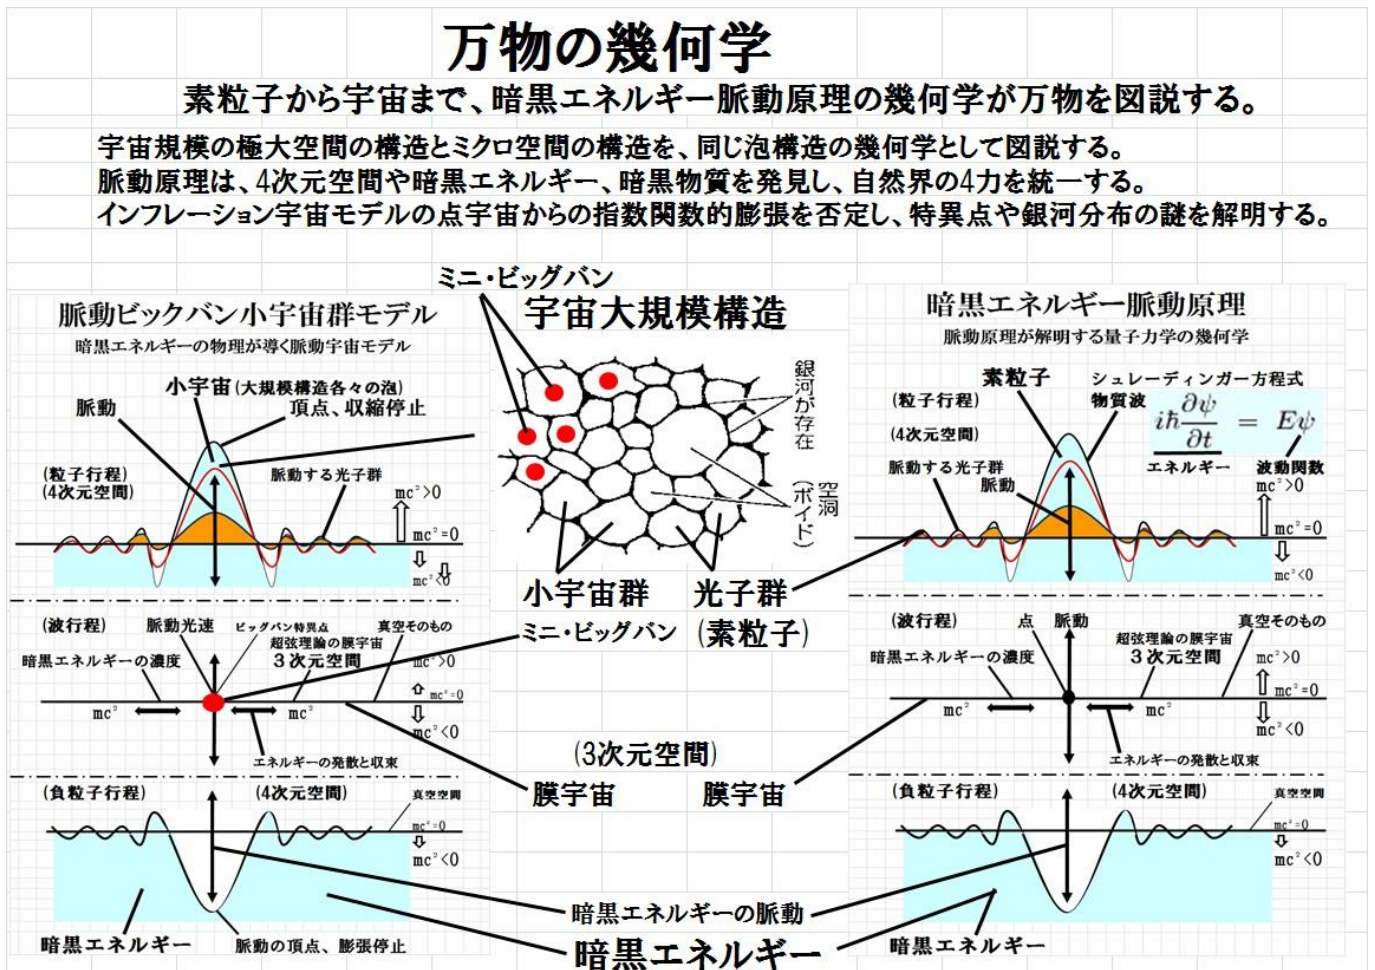 万物の幾何学
素粒子から宇宙まで、暗黒エネルギー脈動原理の幾何学が万物を図説する。
宇宙規模の極大空間の構造とミクロ空間の構造を、同じ泡構造の幾何学として図説する。
脈動原理は、4次元空間や暗黒エネルギー、暗黒物質を発見し、自然界の4力を統一する。
インフレーション宇宙モデルの点宇宙からの指数関数的膨張を否定し、特異点や銀河分布の謎を解明する。
脈動ビックバン小宇宙群モデル
暗黒エネルギーの物理が導く脈動宇宙モデル
小宇宙(大規模構造各々の泡)
脈動
頂点、収縮停止
(粒子行程)
(4次元空間)
脈動する光子群
mc²>0
mc²=0
mc²<0
(波行程)
脈動光速
ビッグバン特異点
真空そのもの
超弦理論の膜宇宙
3次元空間
暗黒エネルギーの濃度
mc²>0
mc²=0
mc²
mc²
mc²<0
エネルギーの発散と収束
(負粒子行程)
(4次元空間)
真空空間
mc²=0
mc²<0
暗黒エネルギー
脈動の頂点、膨張停止
ミニ・ビッグバン
宇宙大規模構造
銀河が存在
空洞
(ボイド)
小宇宙群
光子群
ミニ・ビッグバン
(素粒子)
(3次元空間)
膜宇宙
膜宇宙
暗黒エネルギーの脈動
暗黒エネルギー
暗黒エネルギー脈動原理
脈動原理が解明する量子力学の幾何学
素粒子
シュレーディンガー方程式
(粒子行程)
物質波
iħ ∂ψ/∂t = Eψ
(4次元空間)
脈動する光子群
エネルギー
波動関数
脈動
mc²>0
mc²=0
mc²<0
(波行程)
点
脈動
真空そのもの
超弦理論の膜宇宙
3次元空間
暗黒エネルギーの濃度
mc²>0
mc²=0
mc²
mc²
mc²<0
エネルギーの発散と収束
(負粒子行程)
(4次元空間)
真空空間
mc²=0
mc²<0
暗黒エネルギー